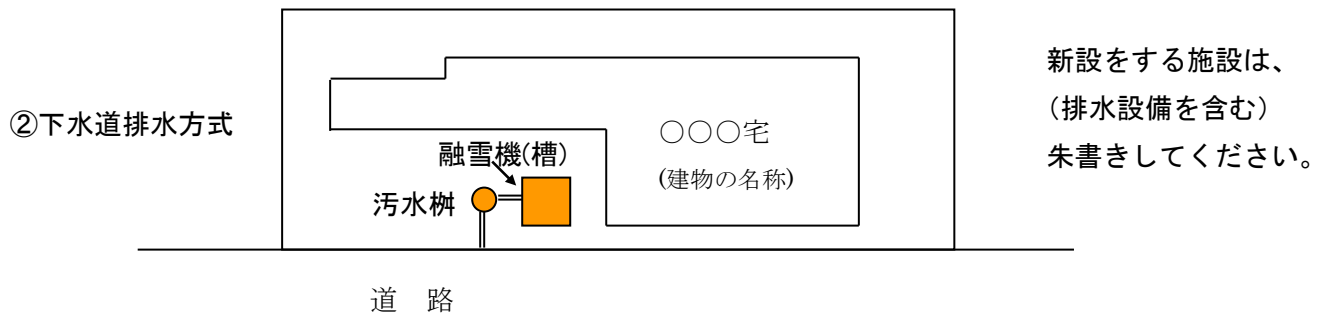 ②下水道排水方式
融雪機(槽)
汚水桝
○○○宅
(建物の名称)
新設をする施設は、
(排水設備を含む)
朱書きしてください。
道 路